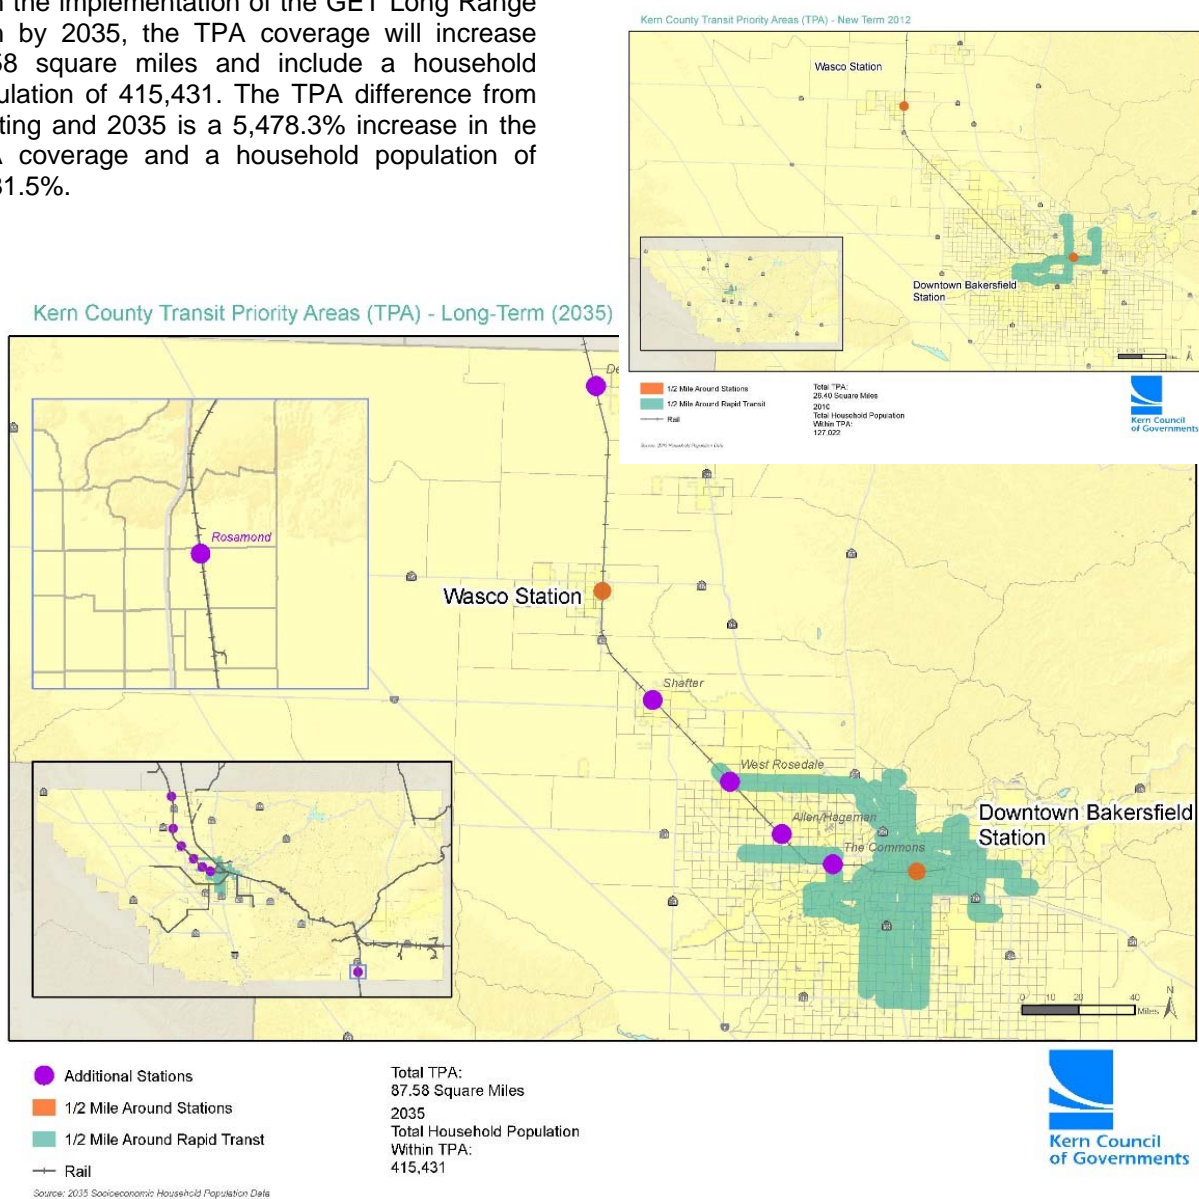 the implementation of the GET Long Range
by 2035, the TPA coverage will increase
58 square miles and include a household
of 415,431. The TPA difference from
and 2035 is a 5,478.3% increase in the
coverage and a household population of
31.5%.
Kern County Transit Priority Areas (TPA) - New Term 2012
Wasco Station
Downtown Bakersfield
Station
1/2 Mile Around Stations
1/2 Mile Around Rapid Transit
Rail
Total TPA:
26.40 Square Miles
2010
Total Household Population
Within TPA:
127,022
Kern Council
of Governments
Source: 2010 Household Population Data
Kern County Transit Priority Areas (TPA) - Long-Term (2035)
Rosamond
Wasco Station
Shafter
West Rosedale
Allen/Hageman
The Commons
Downtown Bakersfield
Station
0 10 20 40
Miles
N
Additional Stations
1/2 Mile Around Stations
1/2 Mile Around Rapid Transt
Rail
Source: 2035 Socioeconomic Household Population Data
Total TPA:
87.58 Square Miles
2035
Total Household Population
Within TPA:
415,431
Kern Council
of Governments